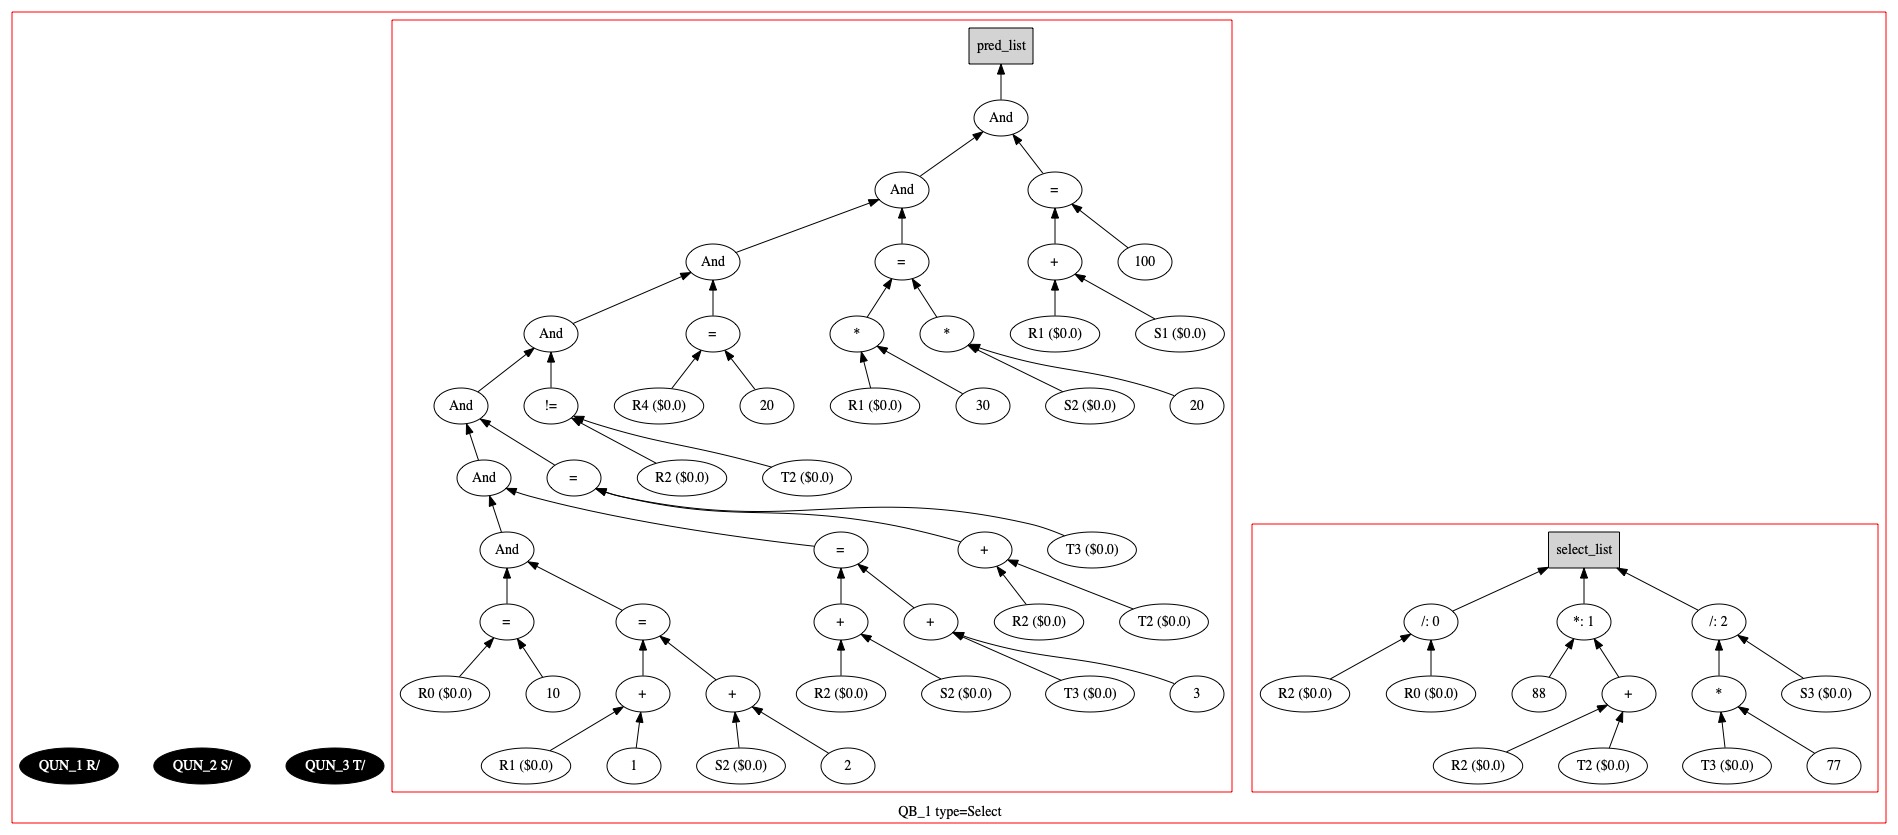 pred_list
And
And
=
And
=
+
100
And
=
*
*
R1 ($0.0)
S1 ($0.0)
And
!=
R4 ($0.0)
20
R1 ($0.0)
30
S2 ($0.0)
20
And
=
R2 ($0.0)
T2 ($0.0)
And
=
+
T3 ($0.0)
select_list
=
=
+
+
R2 ($0.0)
T2 ($0.0)
/: 0
*: 1
/: 2
R0 ($0.0)
10
+
+
R2 ($0.0)
S2 ($0.0)
T3 ($0.0)
3
R2 ($0.0)
R0 ($0.0)
88
+
*
S3 ($0.0)
QUN_1 R/
QUN_2 S/
QUN_3 T/
R1 ($0.0)
1
S2 ($0.0)
2
R2 ($0.0)
T2 ($0.0)
T3 ($0.0)
77
QB_1 type=Select